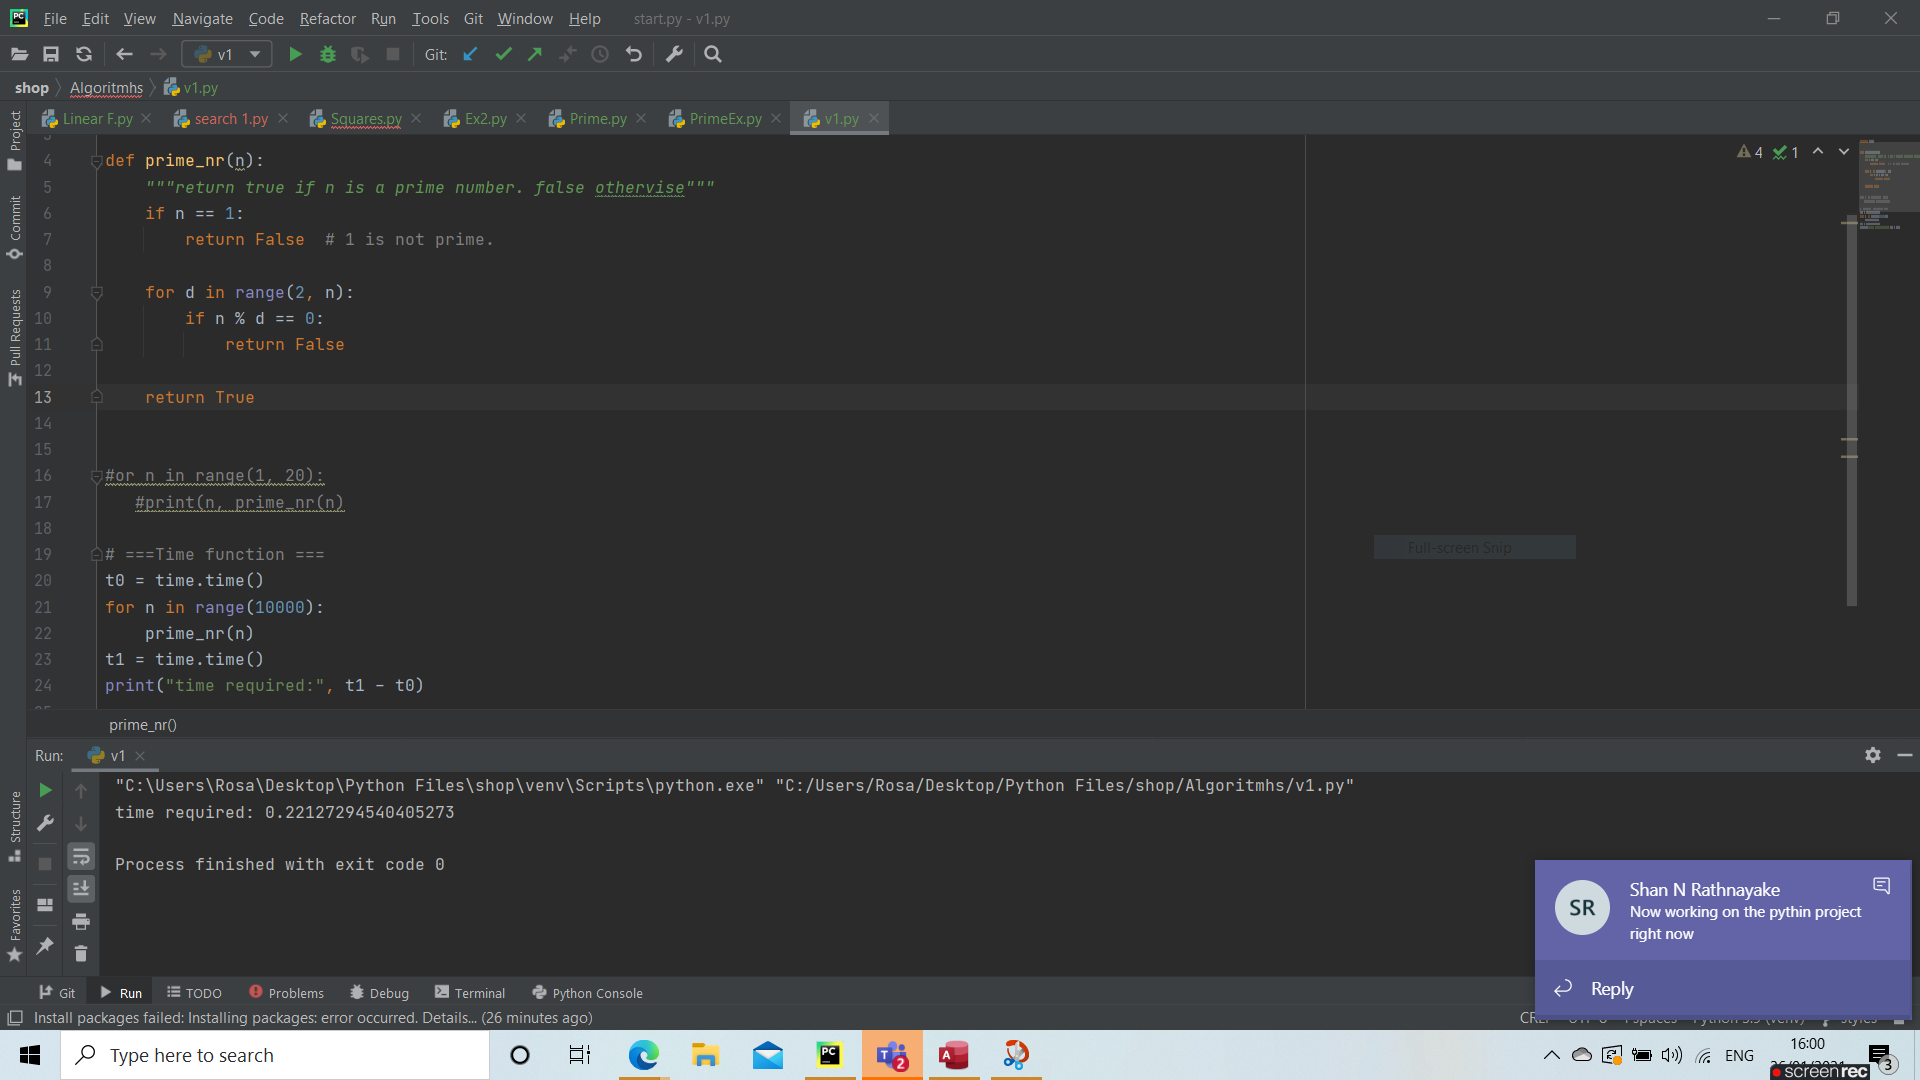 PC File Edit View Navigate Code Refactor Run Tools Git Window Help start.py - v1.py
v1 Git:
shop Algoritmhs v1.py
Linear F.py search 1.py Squares.py Ex2.py Prime.py PrimeEx.py v1.py
Project
Commit
Pull Requests
Structure
Favorites
4 def prime_nr(n):
5 """return true if n is a prime number. false othervise"""
6 if n == 1:
7 return False # 1 is not prime.
8
9 for d in range(2, n):
10 if n % d == 0:
11 return False
12
13 return True
14
15
16 #or n in range(1, 20):
17 #print(n, prime_nr(n)
18
19 # ===Time function ===
20 t0 = time.time()
21 for n in range(10000):
22 prime_nr(n)
23 t1 = time.time()
24 print("time required:", t1 - t0)
4 1
Full-screen Snip
prime_nr()
Run: v1
"C:\Users\Rosa\Desktop\Python Files\shop\venv\Scripts\python.exe" "C:/Users/Rosa/Desktop/Python Files/shop/Algoritmhs/v1.py"
time required: 0.22127294540405273
Process finished with exit code 0
SR
Shan N Rathnayake
Now working on the pythin project
right now
Reply
Git Run TODO Problems Debug Terminal Python Console
Install packages failed: Installing packages: error occurred. Details... (26 minutes ago)
Type here to search
PC
2
ENG
16:00
3
screenrec